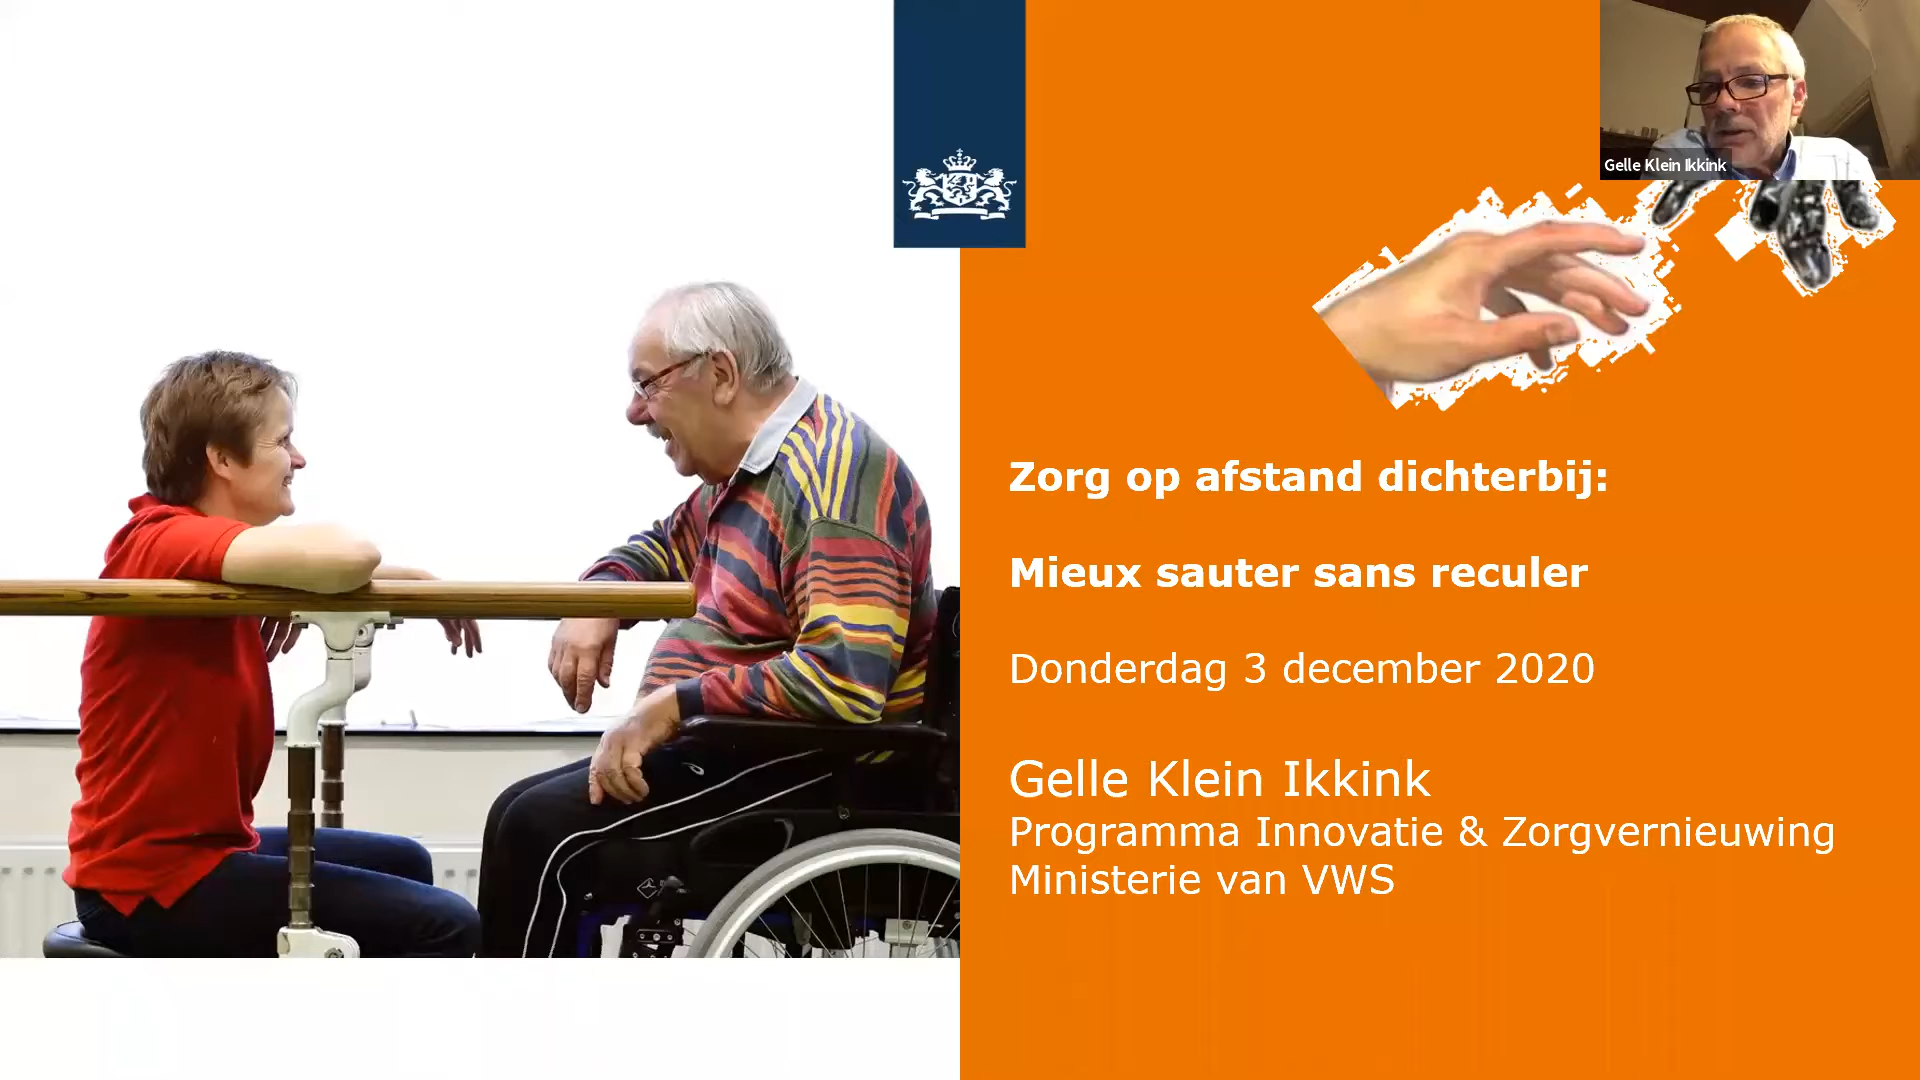 Gelle Klein Ikkink
Zorg op afstand dichterbij:
Mieux sauter sans reculer
Donderdag 3 december 2020
Gelle Klein Ikkink
Programma Innovatie & Zorgvernieuwing
Ministerie van VWS